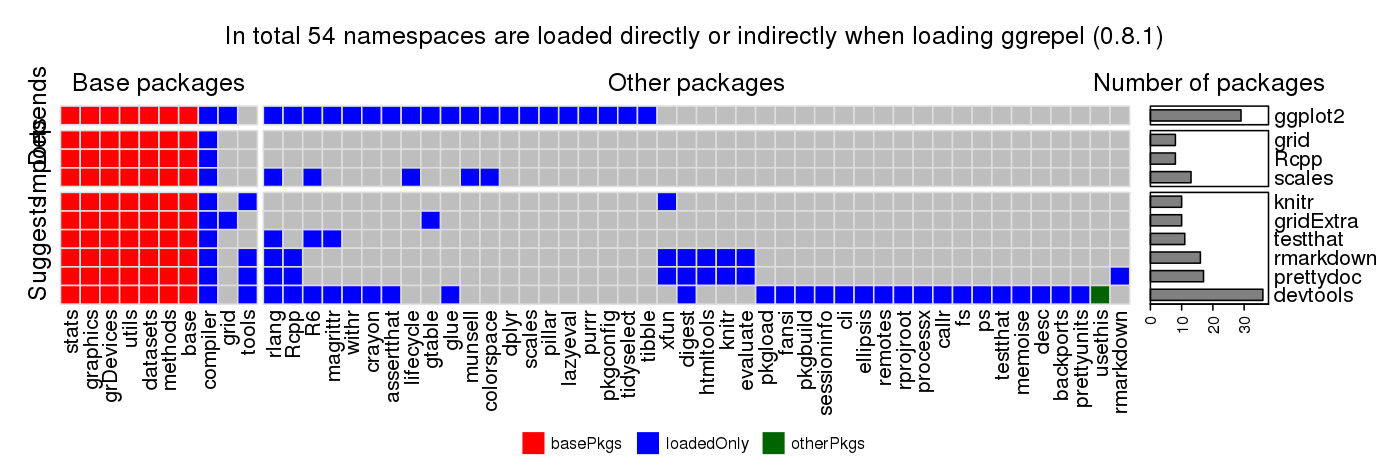 In total 54 namespaces are loaded directly or indirectly when loading ggrepel (0.8.1)
Base packages
Other packages
Number of packages
Depends
Imports
Suggests
ggplot2
grid
Rcpp
scales
knitr
gridExtra
testthat
rmarkdown
prettydoc
devtools
0
10
20
30
stats
graphics
grDevices
utils
datasets
methods
base
compiler
grid
tools
rlang
Rcpp
R6
magrittr
withr
crayon
assertthat
lifecycle
gtable
glue
munsell
colorspace
dplyr
scales
pillar
lazyeval
purrr
pkgconfig
tidyselect
tibble
xfun
digest
htmltools
knitr
evaluate
pkgload
fansi
pkgbuild
sessioninfo
cli
ellipsis
remotes
rprojroot
processx
callr
fs
ps
testthat
memoise
desc
backports
prettyunits
usethis
rmarkdown
basePkgs
loadedOnly
otherPkgs